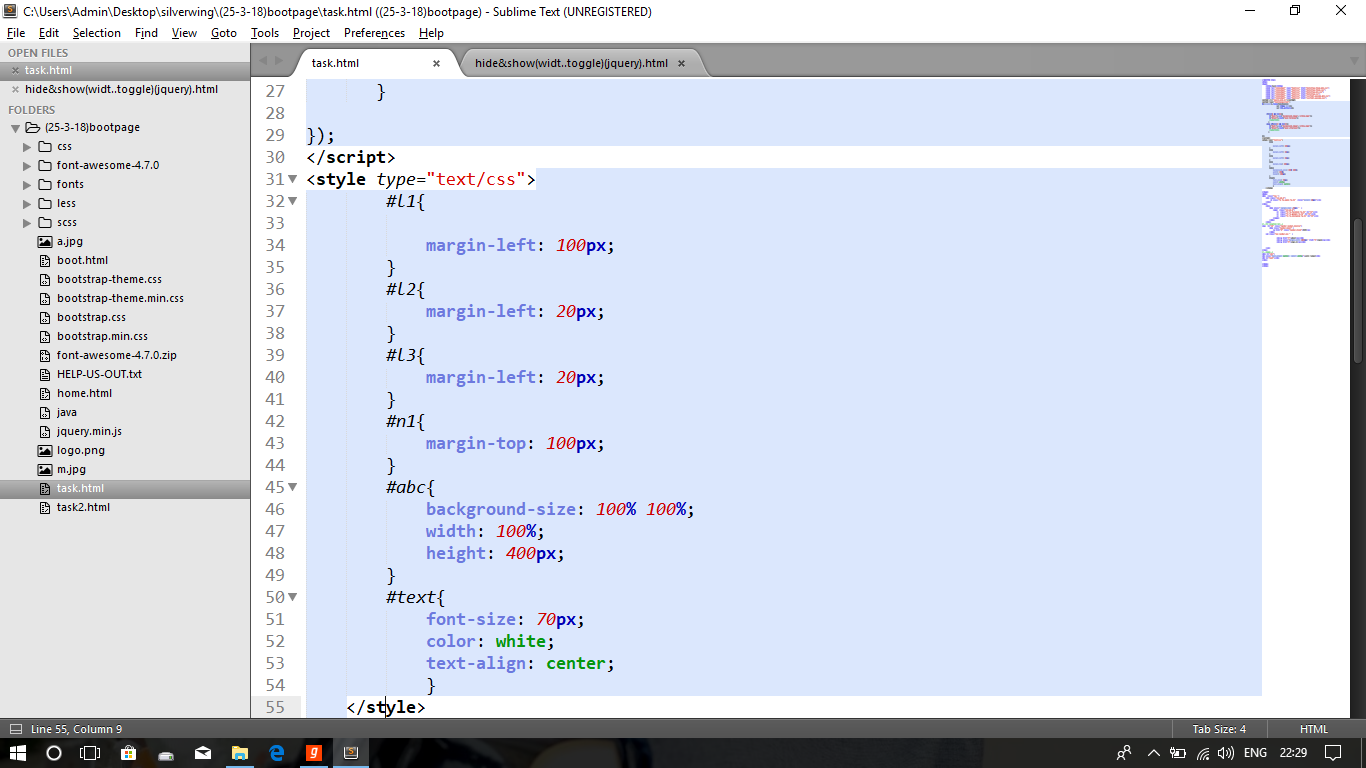 C:\Users\Admin\Desktop\silverwing\(25-3-18)bootpage\task.html ((25-3-18)bootpage) - Sublime Text (UNREGISTERED)
File Edit Selection Find View Goto Tools Project Preferences Help
OPEN FILES
task.html
hide&show(widt..toggle)(jquery).html
FOLDERS
(25-3-18)bootpage
css
font-awesome-4.7.0
fonts
less
scss
a.jpg
boot.html
bootstrap-theme.css
bootstrap-theme.min.css
bootstrap.css
bootstrap.min.css
font-awesome-4.7.0.zip
HELP-US-OUT.txt
home.html
java
jquery.min.js
logo.png
m.jpg
task.html
task2.html
task.html hide&show(widt..toggle)(jquery).html
27 }
28
29 });
30 </script>
31 <style type="text/css">
32 #l1{
33
34 margin-left: 100px;
35 }
36 #l2{
37 margin-left: 20px;
38 }
39 #l3{
40 margin-left: 20px;
41 }
42 #n1{
43 margin-top: 100px;
44 }
45 #abc{
46 background-size: 100% 100%;
47 width: 100%;
48 height: 400px;
49 }
50 #text{
51 font-size: 70px;
52 color: white;
53 text-align: center;
54 }
55 </style>
Line 55, Column 9 Tab Size: 4 HTML
ENG 22:29